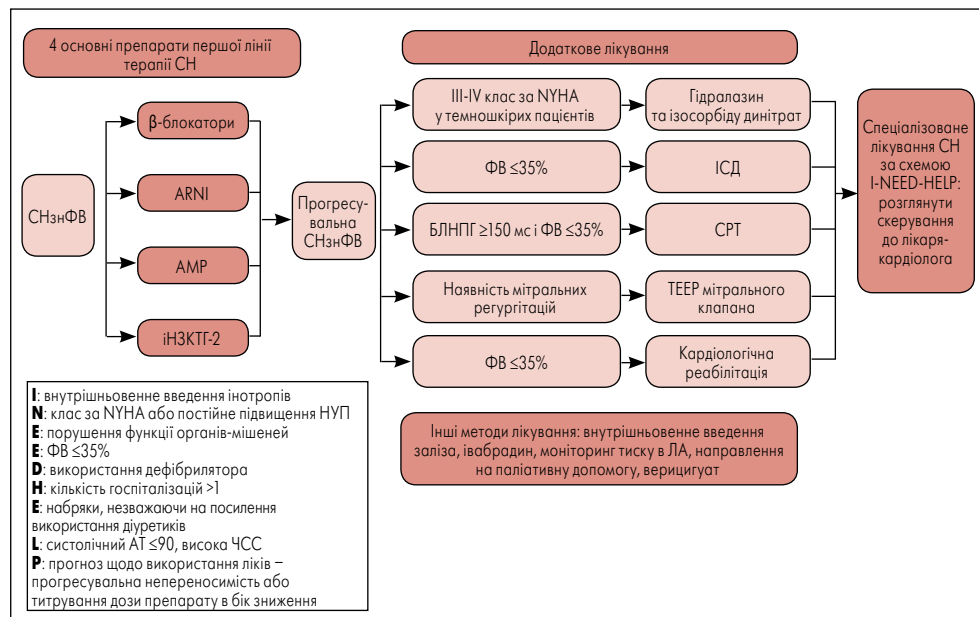 4 основні препарати першої лінії
терапії СН
Додаткове лікування
СНзнФВ
β-блокатори
ARNI
АМР
іНЗКТГ-2
Прогресу-
вальна
СНзнФВ
III-IV клас за NYHA
у темношкірих пацієнтів
Гідралазин
та ізосорбіду динітрат
ФВ ≤35%
ІСД
БЛНПГ ≥150 мс і ФВ ≤35%
СРТ
Наявність мітральних
регургітацій
ТЕЕР мітрального
клапана
ФВ ≤35%
Кардіологічна
реабілітація
Спеціалізоване
лікування СН
за схемою
I-NEED-HELP:
розглянути
скерування
до лікаря-
кардіолога
I: внутрішньовенне введення інотропів
N: клас за NYHA або постійне підвищення НУП
E: порушення функції органів-мішеней
E: ФВ ≤35%
D: використання дефібрилятора
H: кількість госпіталізацій >1
E: набряки, незважаючи на посилення
використання діуретиків
L: систолічний АТ ≤90, висока ЧСС
P: прогноз щодо використання ліків –
прогресувальна непереносимість або
титрування дози препарату в бік зниження
Інші методи лікування: внутрішньовенне введення
заліза, івабрадин, моніторинг тиску в ЛА, направлення
на паліативну допомогу, верицигуат